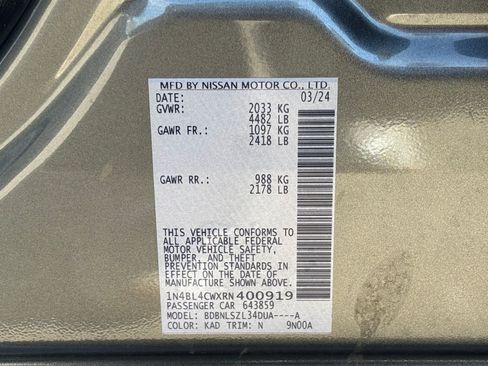 MFD BY NISSAN MOTOR CO., LTD.
DATE: 03/24
GVWR: 2033 KG
4482 LB
GAWR FR.: 1097 KG
2418 LB
GAWR RR.: 988 KG
2178 LB
THIS VEHICLE CONFORMS TO
ALL APPLICABLE FEDERAL
MOTOR VEHICLE SAFETY,
BUMPER, AND THEFT
PREVENTION STANDARDS
IN EFFECT ON THE DATE
OF MANUFACTURE SHOWN
ABOVE.
1N4BL4CWXRN400919
PASSENGER CAR 643859
MODEL: BDBNLSZL34DUA----A
COLOR: KAD TRIM: N 9N00A